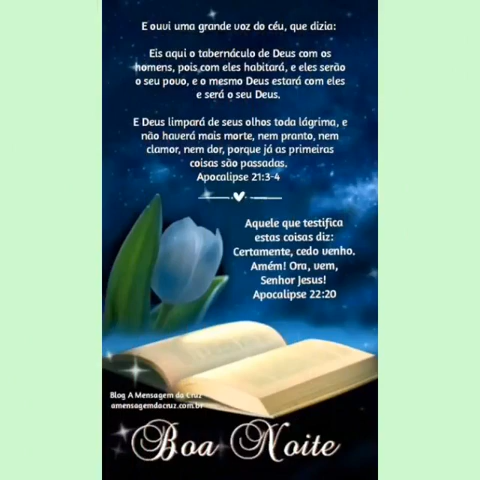 E ouvi uma grande voz do céu, que dizia:
Eis aqui o tabernáculo de Deus com os
homens, pois com eles habitará, e eles serão
o seu povo, e o mesmo Deus estará com eles
e será o seu Deus.
E Deus limpará de seus olhos toda lágrima, e
não haverá mais morte, nem pranto, nem
clamor, nem dor, porque já as primeiras
coisas são passadas.
Apocalipse 21:3-4
Aquele que testifica
estas coisas diz:
Certamente, cedo venho.
Amém! Ora, vem,
Senhor Jesus!
Apocalipse 22:20
Blog A Mensagem da Cruz
amensagemdacruz.com.br
Boa Noite